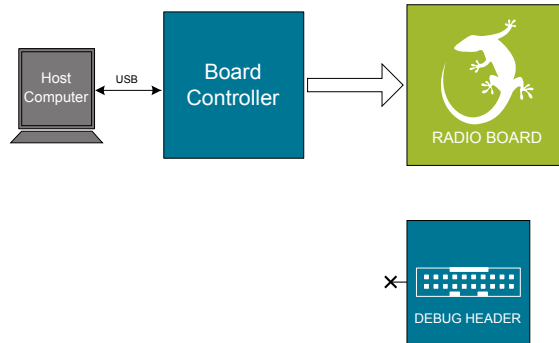 Host
Computer
USB
Board
Controller
RADIO BOARD
DEBUG HEADER